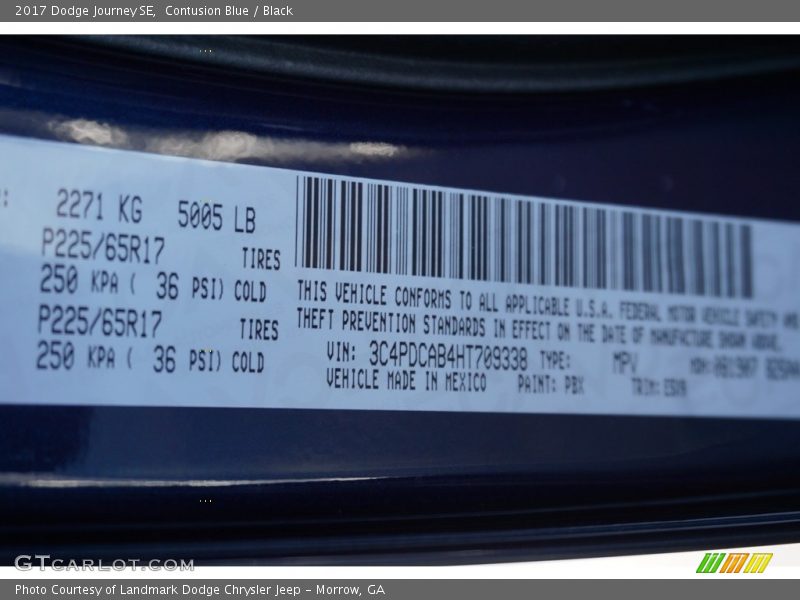 2017 Dodge Journey SE, Contusion Blue / Black
: 2271 KG 5005 LB
P225/65R17 TIRES
250 KPA ( 36 PSI) COLD
P225/65R17 TIRES
250 KPA ( 36 PSI) COLD
THIS VEHICLE CONFORMS TO ALL APPLICABLE U.S.A. FEDERAL MOTOR VEHICLE SAFETY AND
THEFT PREVENTION STANDARDS IN EFFECT ON THE DATE OF MANUFACTURE SHOWN ABOVE.
VIN: 3C4PDCAB4HT709338 TYPE: MPV
VEHICLE MADE IN MEXICO PAINT: PBX TRIM:
GTCARLOT.COM
Photo Courtesy of Landmark Dodge Chrysler Jeep – Morrow, GA